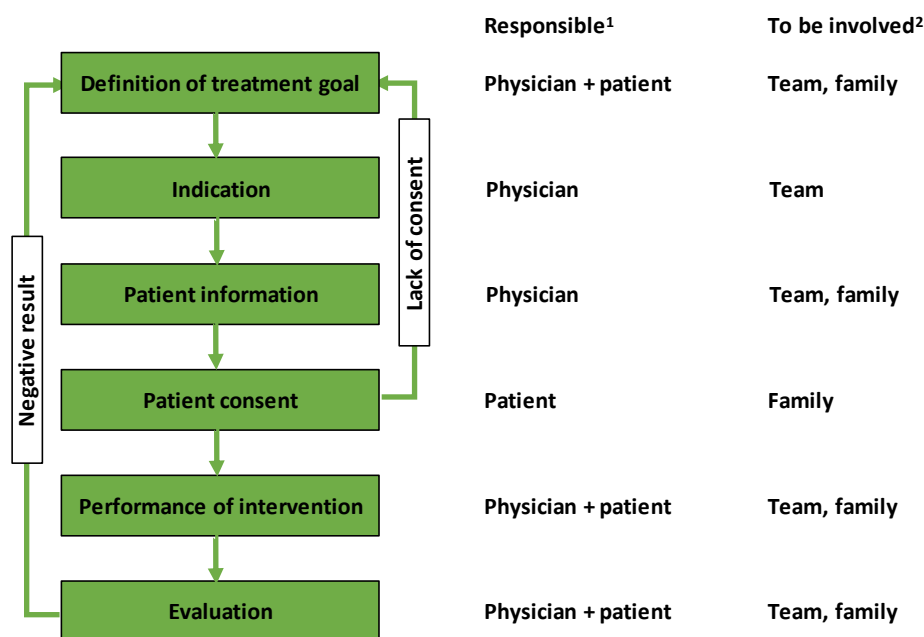 Responsible¹ To be involved²
Definition of treatment goal Physician + patient Team, family
Indication Physician Team
Lack of consent
Patient information Physician Team, family
Negative result
Patient consent Patient Family
Performance of intervention Physician + patient Team, family
Evaluation Physician + patient Team, family